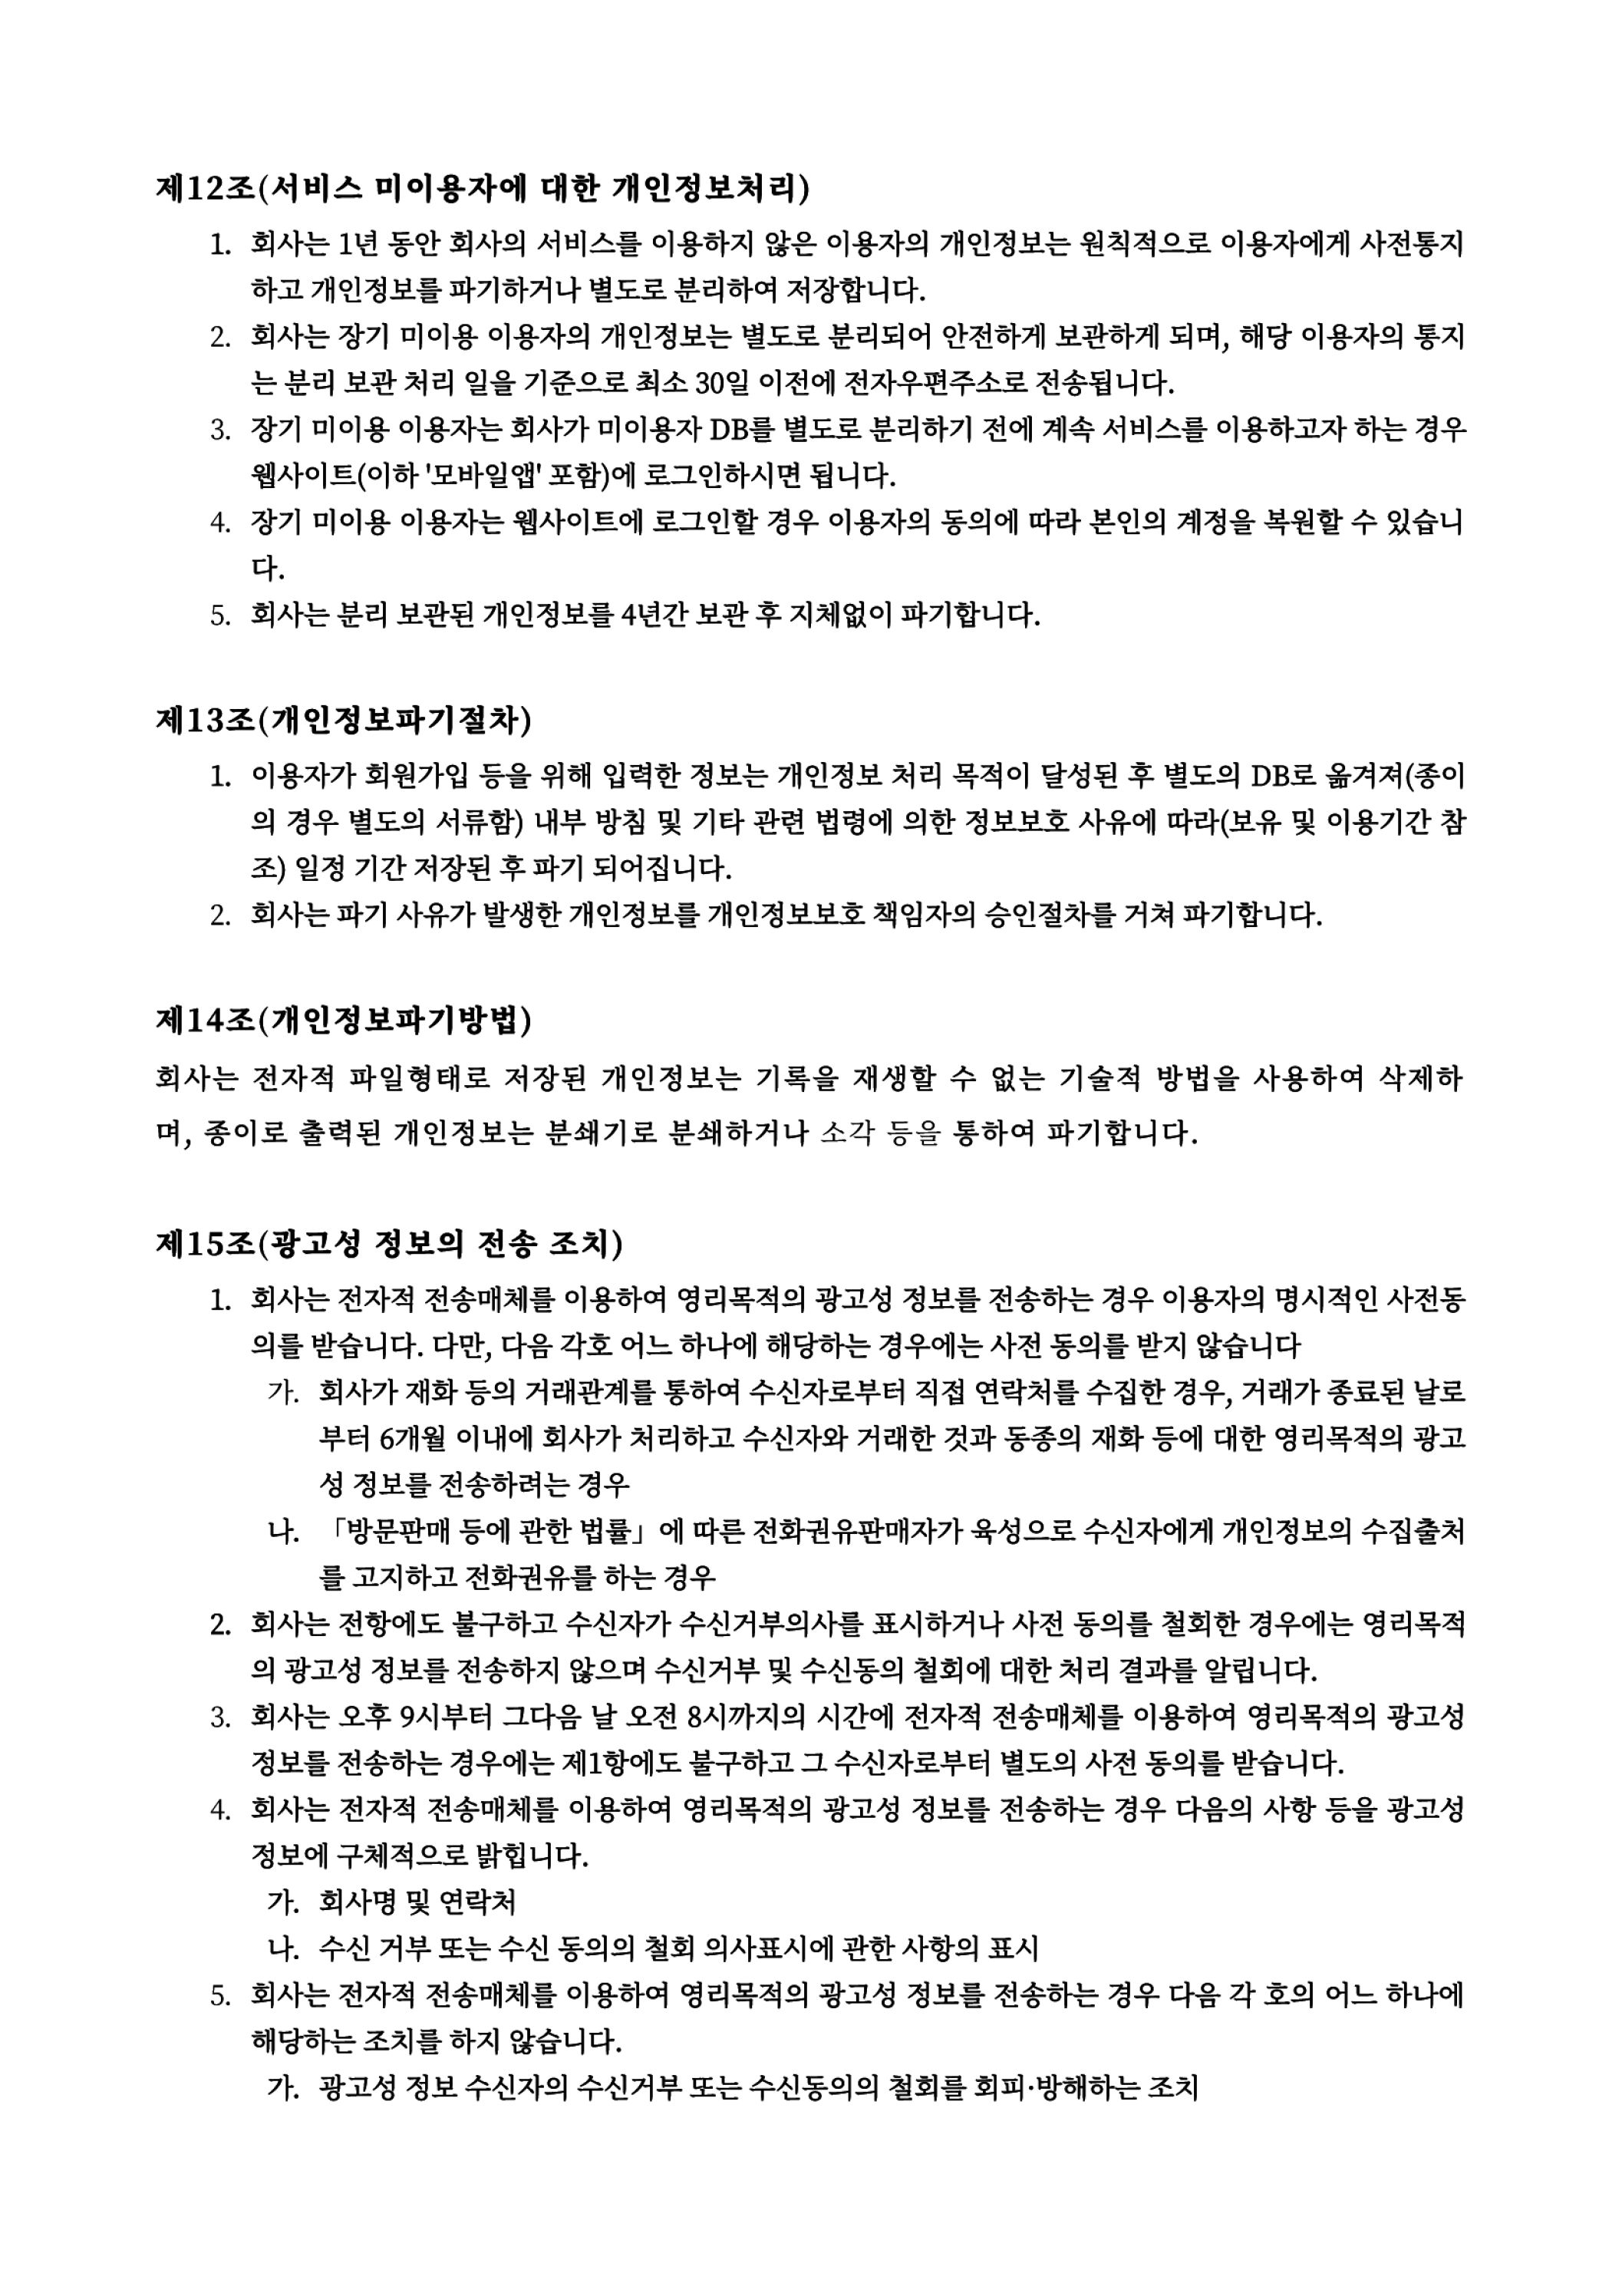 제12조(서비스 미이용자에 대한 개인정보처리)
1. 회사는 1년 동안 회사의 서비스를 이용하지 않은 이용자의 개인정보는 원칙적으로 이용자에게 사전통지
하고 개인정보를 파기하거나 별도로 분리하여 저장합니다.
2. 회사는 장기 미이용 이용자의 개인정보는 별도로 분리되어 안전하게 보관하게 되며, 해당 이용자의 통지
는 분리 보관 처리 일을 기준으로 최소 30일 이전에 전자우편주소로 전송됩니다.
3. 장기 미이용 이용자는 회사가 미이용자 DB를 별도로 분리하기 전에 계속 서비스를 이용하고자 하는 경우
웹사이트(이하 '모바일앱' 포함)에 로그인하시면 됩니다.
4. 장기 미이용 이용자는 웹사이트에 로그인할 경우 이용자의 동의에 따라 본인의 계정을 복원할 수 있습니
다.
5. 회사는 분리 보관된 개인정보를 4년간 보관 후 지체없이 파기합니다.
제13조(개인정보파기절차)
1. 이용자가 회원가입 등을 위해 입력한 정보는 개인정보 처리 목적이 달성된 후 별도의 DB로 옮겨져(종이
의 경우 별도의 서류함) 내부 방침 및 기타 관련 법령에 의한 정보보호 사유에 따라(보유 및 이용기간 참
조) 일정 기간 저장된 후 파기 되어집니다.
2. 회사는 파기 사유가 발생한 개인정보를 개인정보보호 책임자의 승인절차를 거쳐 파기합니다.
제14조(개인정보파기방법)
회사는 전자적 파일형태로 저장된 개인정보는 기록을 재생할 수 없는 기술적 방법을 사용하여 삭제하
며, 종이로 출력된 개인정보는 분쇄기로 분쇄하거나 소각 등을 통하여 파기합니다.
제15조(광고성 정보의 전송 조치)
1. 회사는 전자적 전송매체를 이용하여 영리목적의 광고성 정보를 전송하는 경우 이용자의 명시적인 사전동
의를 받습니다. 다만, 다음 각호 어느 하나에 해당하는 경우에는 사전 동의를 받지 않습니다
가. 회사가 재화 등의 거래관계를 통하여 수신자로부터 직접 연락처를 수집한 경우, 거래가 종료된 날로
부터 6개월 이내에 회사가 처리하고 수신자와 거래한 것과 동종의 재화 등에 대한 영리목적의 광고
성 정보를 전송하려는 경우
나. 「방문판매 등에 관한 법률」에 따른 전화권유판매자가 육성으로 수신자에게 개인정보의 수집출처
를 고지하고 전화권유를 하는 경우
2. 회사는 전항에도 불구하고 수신자가 수신거부의사를 표시하거나 사전 동의를 철회한 경우에는 영리목적
의 광고성 정보를 전송하지 않으며 수신거부 및 수신동의 철회에 대한 처리 결과를 알립니다.
3. 회사는 오후 9시부터 그다음 날 오전 8시까지의 시간에 전자적 전송매체를 이용하여 영리목적의 광고성
정보를 전송하는 경우에는 제1항에도 불구하고 그 수신자로부터 별도의 사전 동의를 받습니다.
4. 회사는 전자적 전송매체를 이용하여 영리목적의 광고성 정보를 전송하는 경우 다음의 사항 등을 광고성
정보에 구체적으로 밝힙니다.
가. 회사명 및 연락처
나. 수신 거부 또는 수신 동의의 철회 의사표시에 관한 사항의 표시
5. 회사는 전자적 전송매체를 이용하여 영리목적의 광고성 정보를 전송하는 경우 다음 각 호의 어느 하나에
해당하는 조치를 하지 않습니다.
가. 광고성 정보 수신자의 수신거부 또는 수신동의의 철회를 회피·방해하는 조치